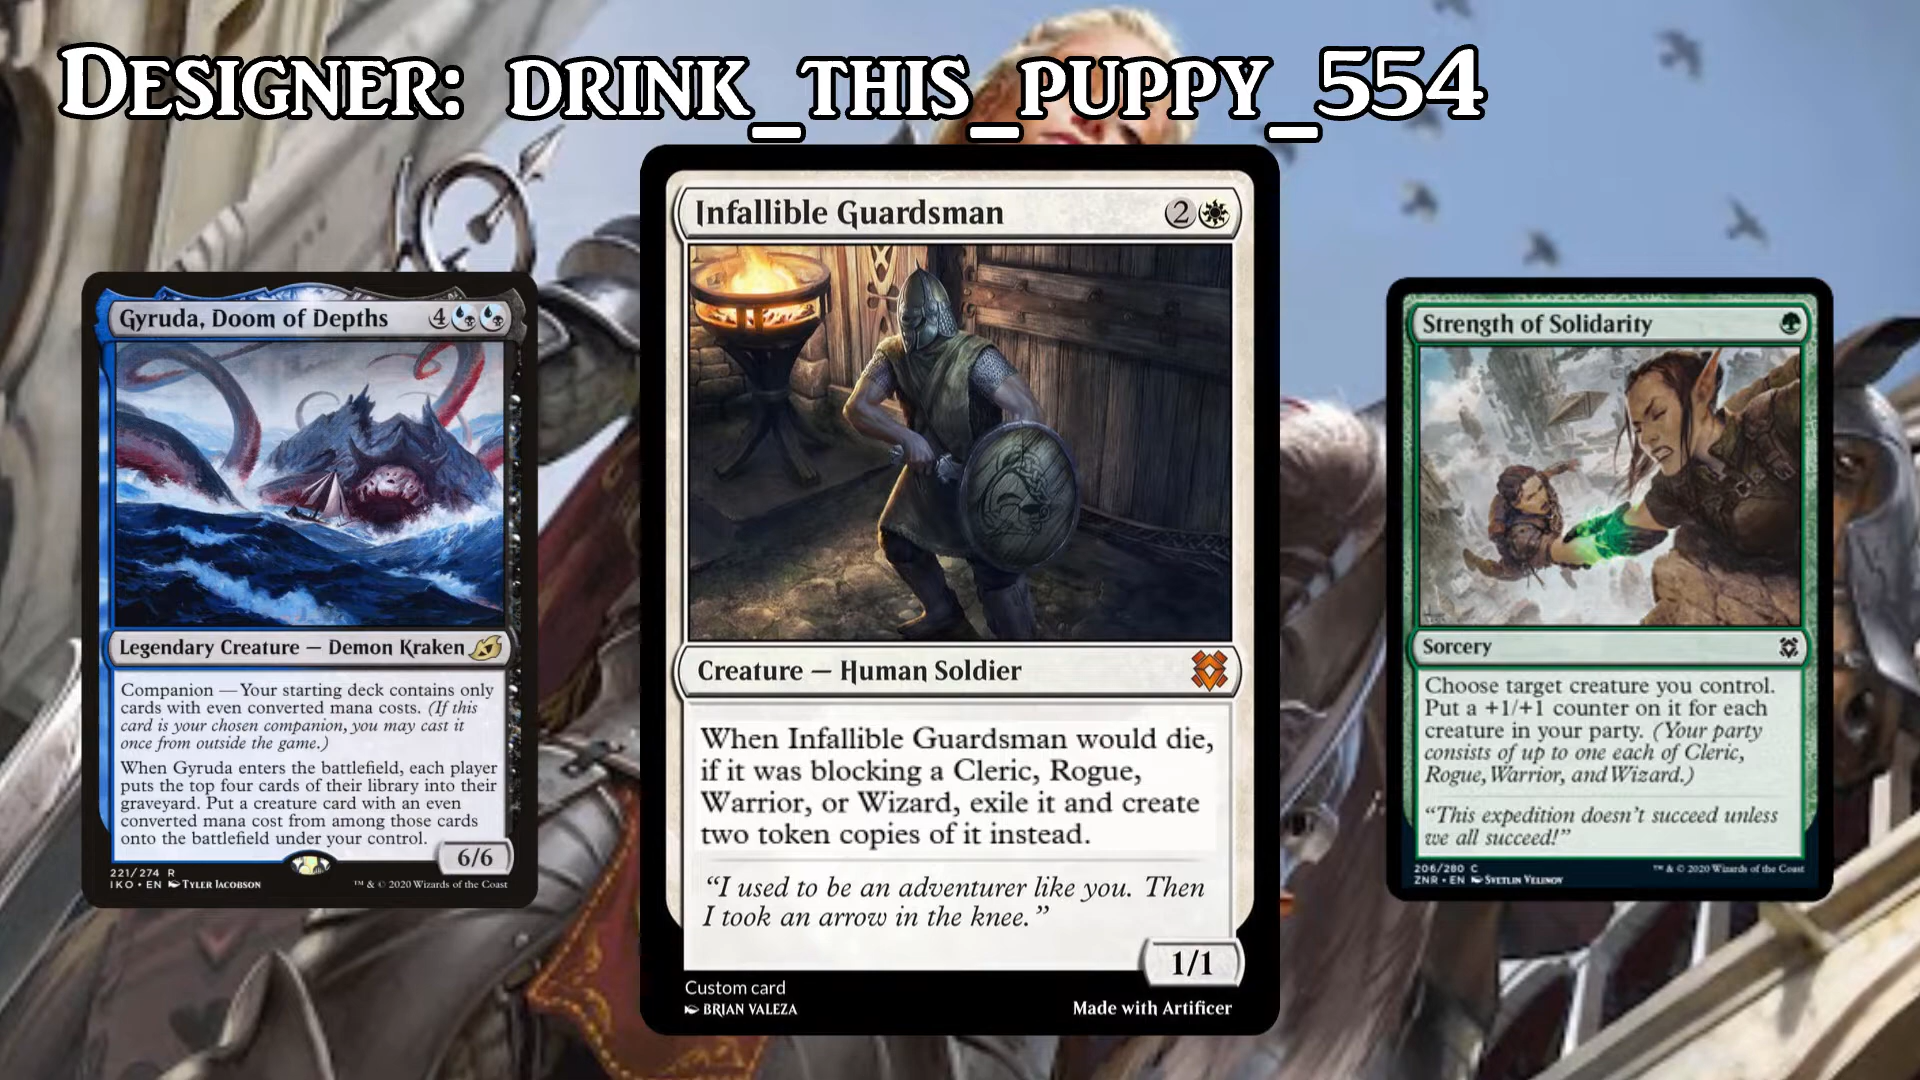 Designer: drink_this_puppy_554
Gyruda, Doom of Depths 4
Legendary Creature — Demon Kraken
Companion — Your starting deck contains only
cards with even converted mana costs. (If this
card is your chosen companion, you may cast it
once from outside the game.)
When Gyruda enters the battlefield, each player
puts the top four cards of their library into their
graveyard. Put a creature card with an even
converted mana cost from among those cards
onto the battlefield under your control.
6/6
221/274 R
IKO • EN Tyler Jacobson
™ & © 2020 Wizards of the Coast
Infallible Guardsman 2
Creature — Human Soldier
When Infallible Guardsman would die,
if it was blocking a Cleric, Rogue,
Warrior, or Wizard, exile it and create
two token copies of it instead.
“I used to be an adventurer like you. Then
I took an arrow in the knee.”
1/1
Custom card
BRIAN VALEZA
Made with Artificer
Strength of Solidarity
Sorcery
Choose target creature you control.
Put a +1/+1 counter on it for each
creature in your party. (Your party
consists of up to one each of Cleric,
Rogue, Warrior, and Wizard.)
“This expedition doesn’t succeed unless
we all succeed!”
206/280 C
ZNR • EN Svetlin Velinov
™ & © 2020 Wizards of the Coast